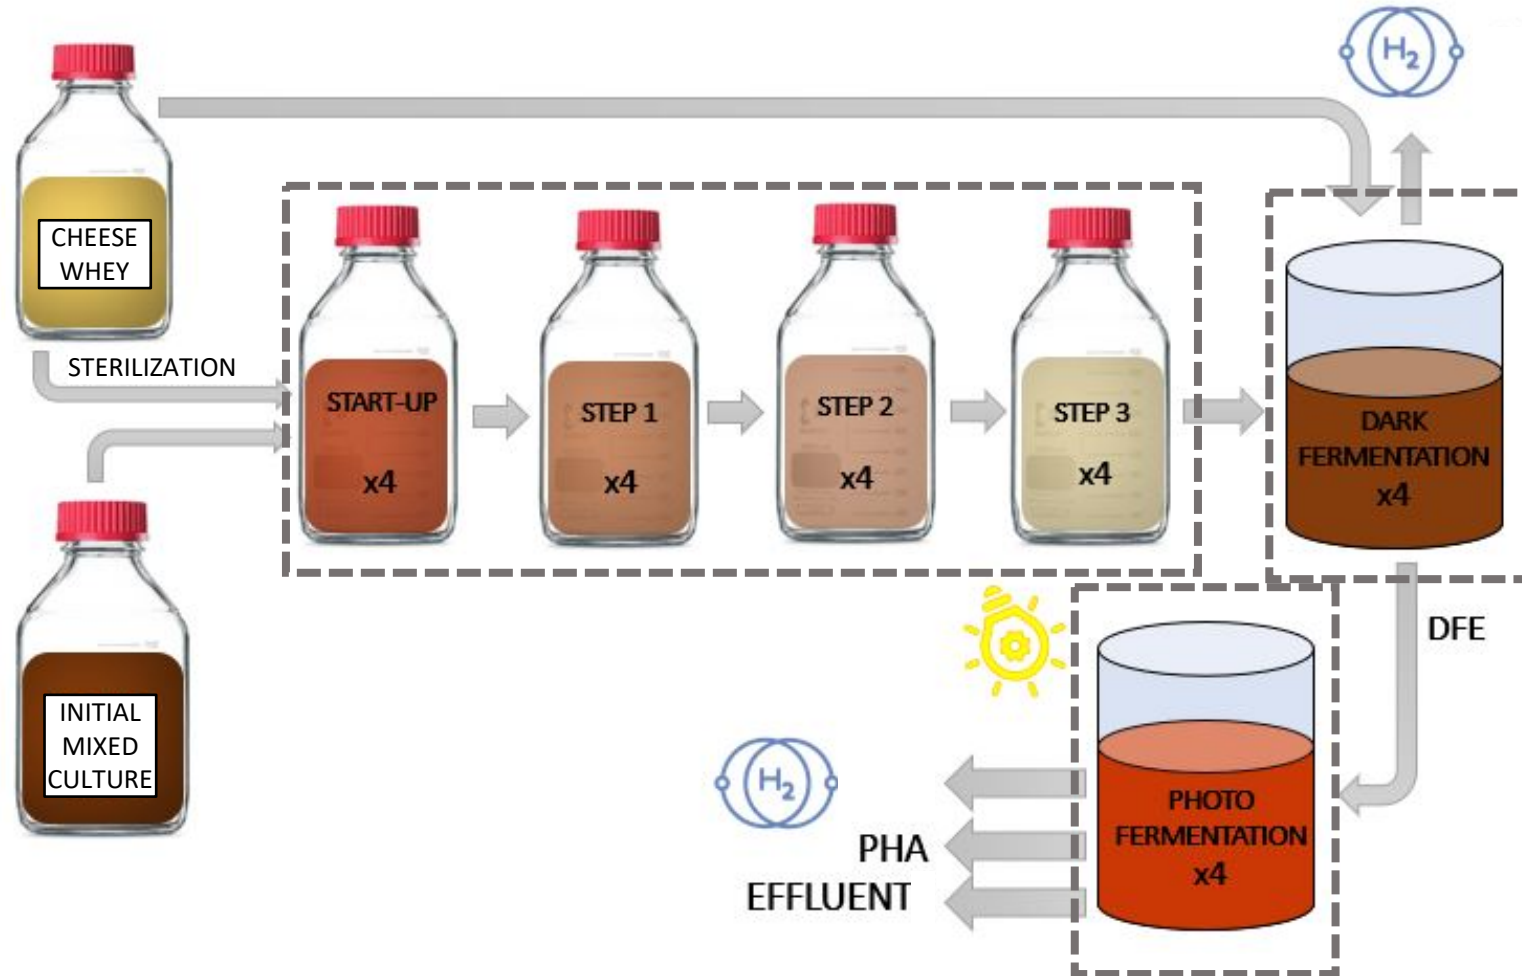 H₂
CHEESE
WHEY
STERILIZATION
START-UP
x4
STEP 1
x4
STEP 2
x4
STEP 3
x4
DARK
FERMENTATION
x4
DFE
INITIAL
MIXED
CULTURE
H₂
PHA
EFFLUENT
PHOTO
FERMENTATION
x4